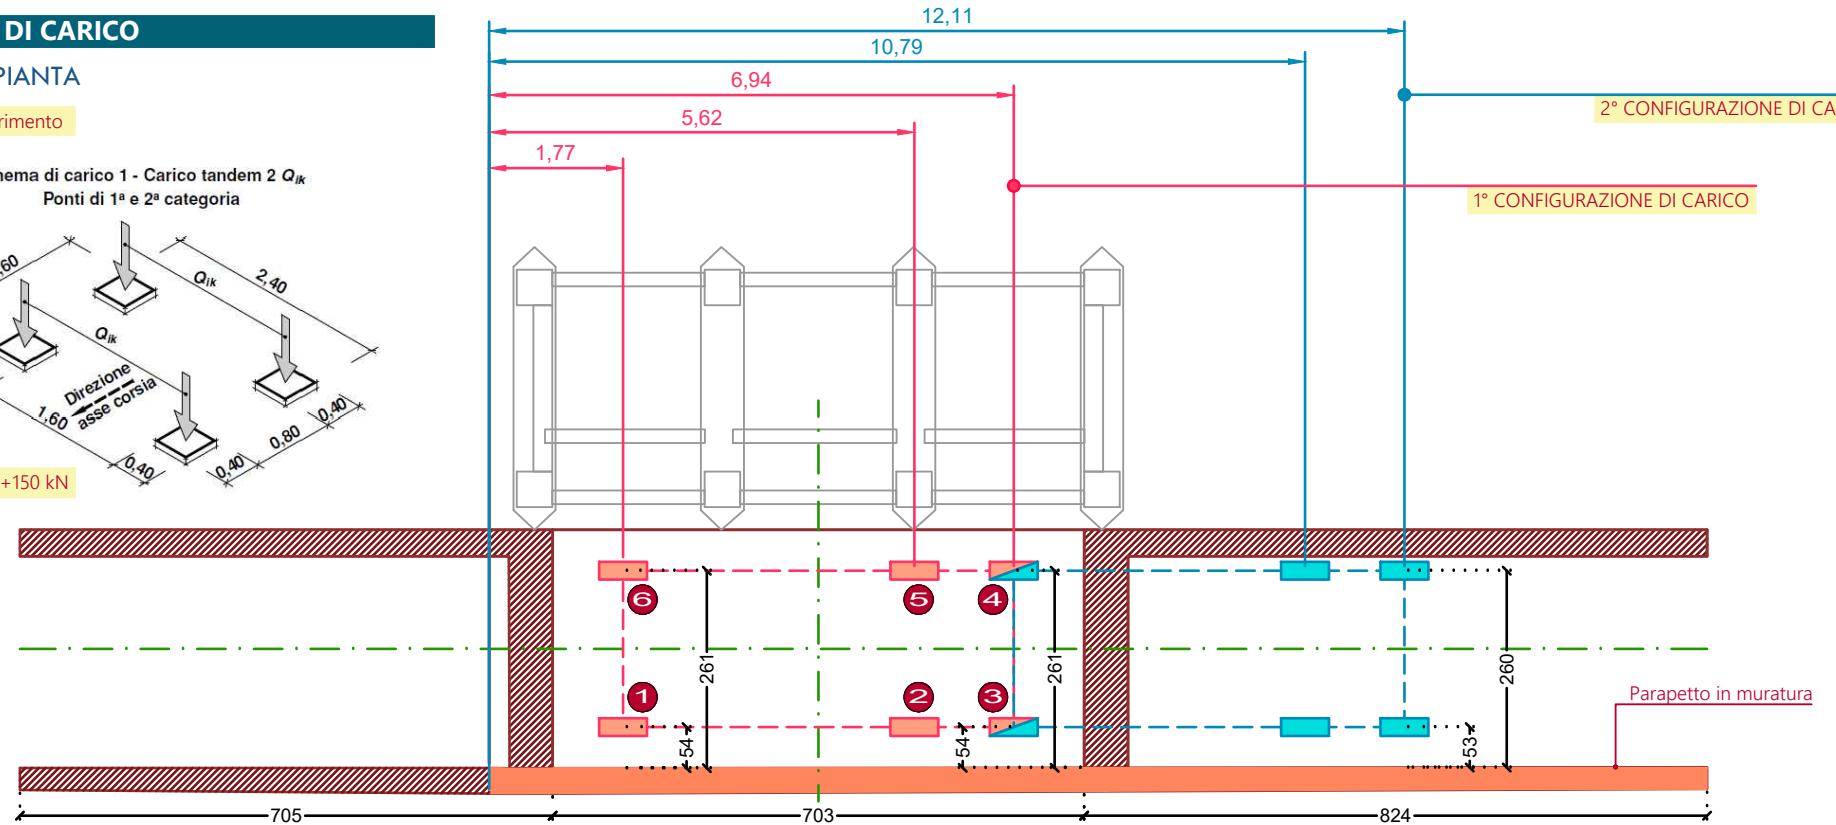 DI CARICO
PIANTA
rimento
nema di carico 1 - Carico tandem 2 Qik
Ponti di 1ª e 2ª categoria
,60
Qik
2,40
Qik
Direzione
asse corsia
1,60
0,40
0,40
0,80
0,40
+150 kN
12,11
10,79
6,94
5,62
1,77
2° CONFIGURAZIONE DI CA
1° CONFIGURAZIONE DI CARICO
6
5
4
1
2
3
261
261
260
54
54
53
Parapetto in muratura
705
703
824